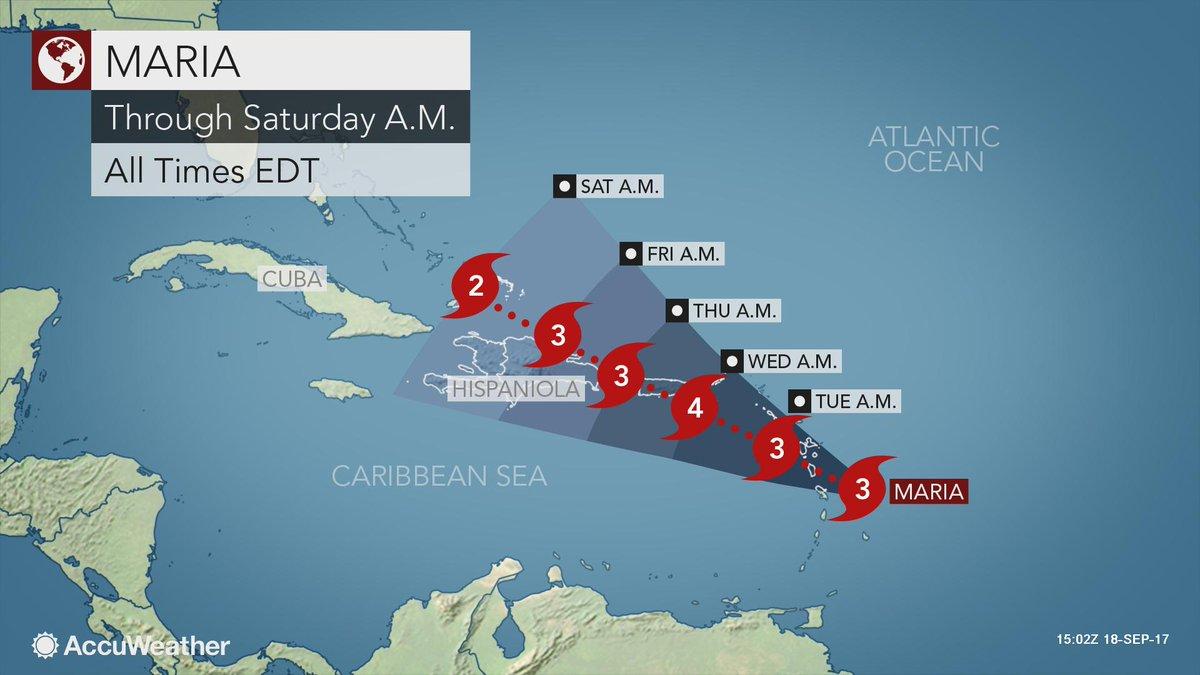 MARIA
Through Saturday A.M.
All Times EDT
ATLANTIC
OCEAN
SAT A.M.
FRI A.M.
CUBA
2
THU A.M.
3
WED A.M.
3
HISPANIOLA
TUE A.M.
4
3
CARIBBEAN SEA
3
MARIA
AccuWeather
15:02Z 18-SEP-17